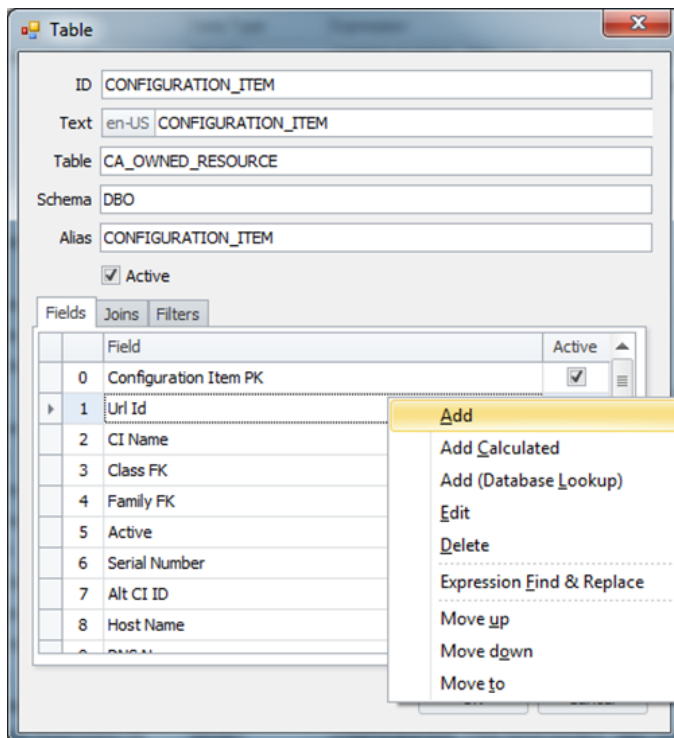 Table
ID CONFIGURATION_ITEM
Text en-US CONFIGURATION_ITEM
Table CA_OWNED_RESOURCE
Schema DBO
Alias CONFIGURATION_ITEM
Active
Fields Joins Filters
Field Active
0 Configuration Item PK
1 Url Id
2 CI Name
3 Class FK
4 Family FK
5 Active
6 Serial Number
7 Alt CI ID
8 Host Name
Add
Add Calculated
Add (Database Lookup)
Edit
Delete
Expression Find & Replace
Move up
Move down
Move to